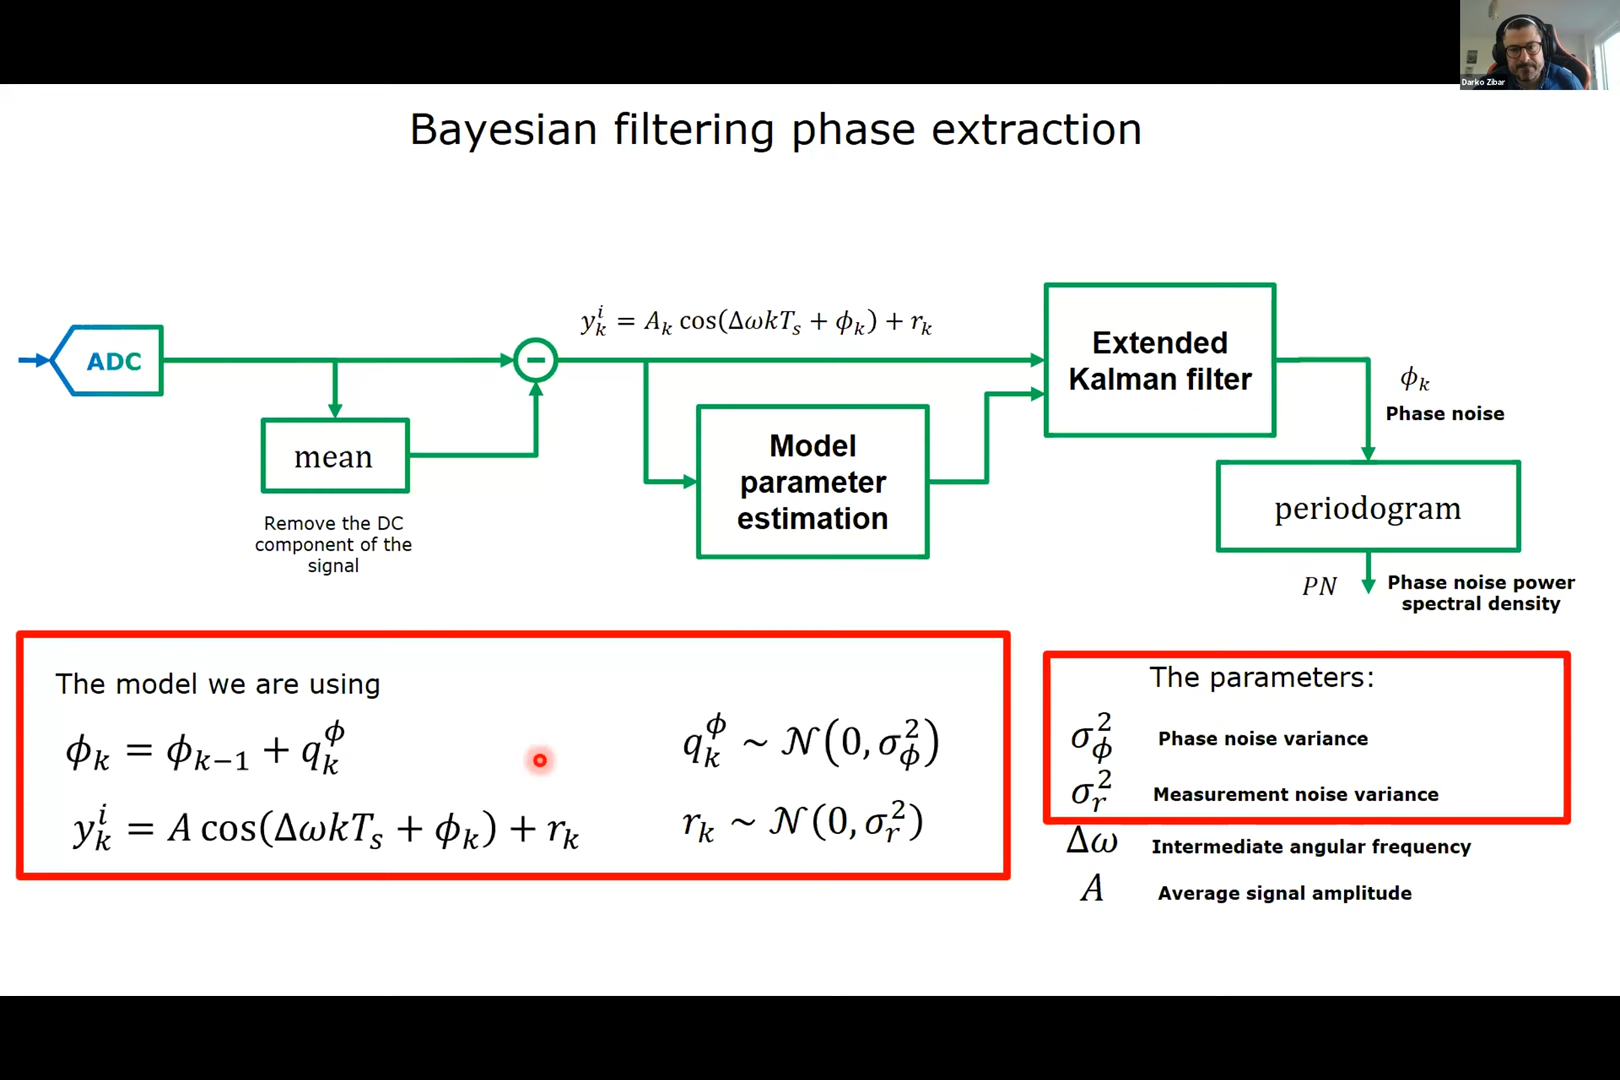 Darko Zibar
Bayesian filtering phase extraction
y_k^i = A_k cos(Δωk T_s + ϕ_k) + r_k
ADC
Extended
Kalman filter
ϕ_k
Phase noise
mean
Model
parameter
estimation
periodogram
Remove the DC
component of the
signal
PN
Phase noise power
spectral density
The model we are using
ϕ_k = ϕ_{k−1} + q_k^ϕ
q_k^ϕ ~ 𝒩(0, σ_ϕ^2)
y_k^i = A cos(Δωk T_s + ϕ_k) + r_k
r_k ~ 𝒩(0, σ_r^2)
The parameters:
σ_ϕ^2 Phase noise variance
σ_r^2 Measurement noise variance
Δω Intermediate angular frequency
A Average signal amplitude